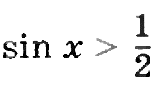 sin x > 1/2